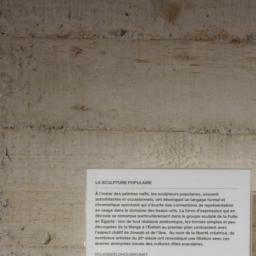 LA SCULPTURE POPULAIRE
À l'instar des peintres naïfs, les sculpteurs populaires, souvent
autodidactes et occasionnels, ont développé un langage formel et
chromatique spontané qui s'écarte des conventions de représentation
en usage dans le domaine des beaux-arts. La force d'expression qui en
découle se remarque particulièrement dans le groupe sculpté de la Fuite
en Égypte : loin de tout réalisme anatomique, les formes simples et peu
découpées de la Vierge à l'Enfant au premier plan contrastent avec
l'aspect chétif de Joseph et de l'âne. Au nom de la liberté créatrice, de
nombreux artistes du 20e siècle ont revendiqué une filiation avec ces
œuvres anonymes issues des cultures dites populaires.